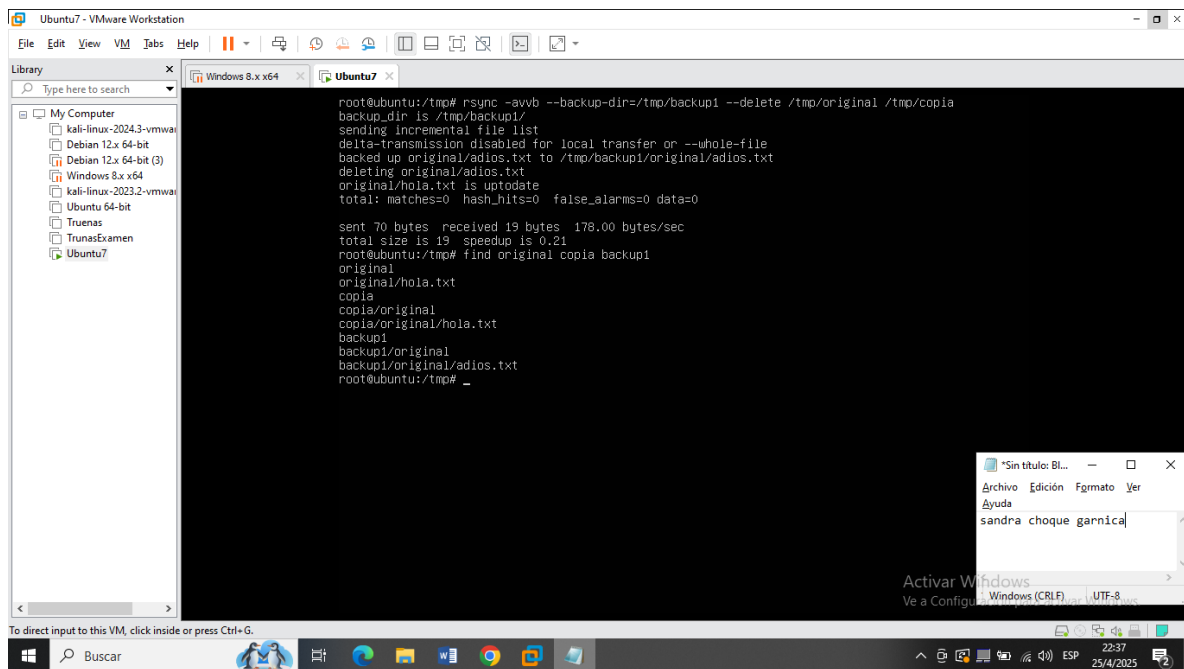 Ubuntu7 - VMware Workstation
File Edit View VM Tabs Help
Library
Type here to search
My Computer
kali-linux-2024.3-vmwar
Debian 12.x 64-bit
Debian 12.x 64-bit (3)
Windows 8.x x64
kali-linux-2023.2-vmwar
Ubuntu 64-bit
Truenas
TrunasExamen
Ubuntu7
Windows 8.x x64
Ubuntu7
root@ubuntu:/tmp# rsync -avvb --backup-dir=/tmp/backup1 --delete /tmp/original /tmp/copia
backup_dir is /tmp/backup1/
sending incremental file list
delta-transmission disabled for local transfer or --whole-file
backed up original/adios.txt to /tmp/backup1/original/adios.txt
deleting original/adios.txt
original/hola.txt is uptodate
total: matches=0  hash_hits=0  false_alarms=0 data=0
sent 70 bytes  received 19 bytes  178.00 bytes/sec
total size is 19  speedup is 0.21
root@ubuntu:/tmp# find original copia backup1
original
original/hola.txt
copia
copia/original
copia/original/hola.txt
backup1
backup1/original
backup1/original/adios.txt
root@ubuntu:/tmp# _
*Sin título: Bl...
Archivo Edición Formato Ver
Ayuda
sandra choque garnica
Windows (CRLF) UTF-8
Activar Windows
Ve a Configuración para activar Windows.
To direct input to this VM, click inside or press Ctrl+G.
Buscar
ESP
22:37
25/4/2025
2